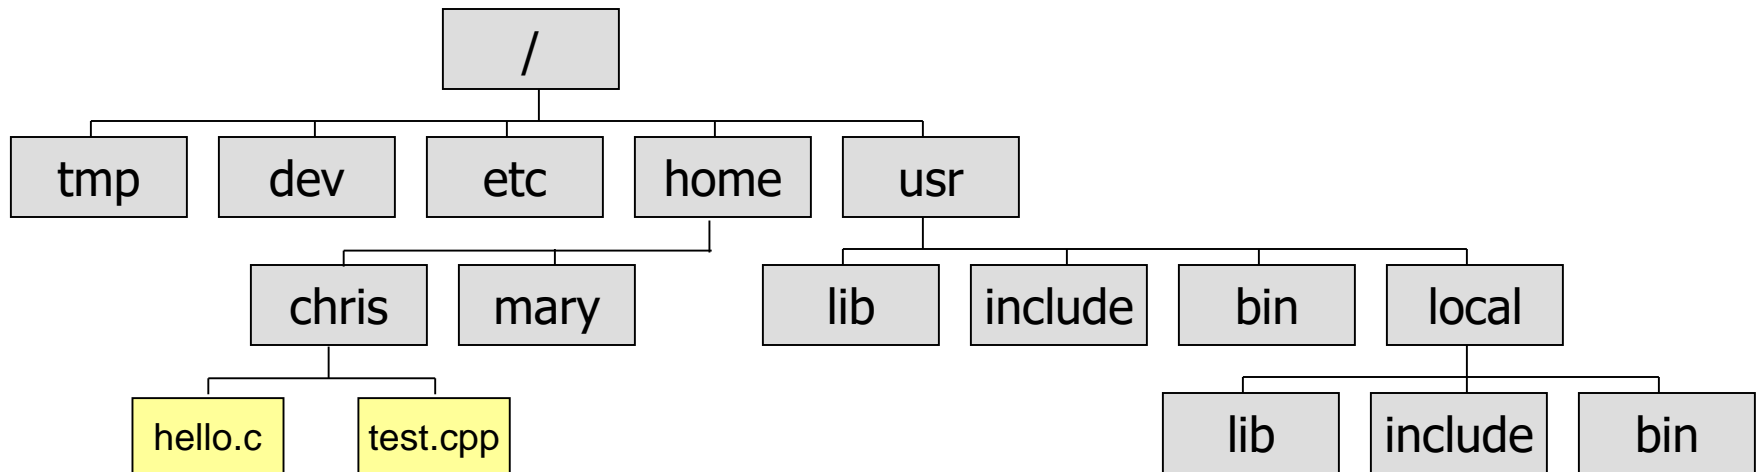 /
tmp dev etc home usr
chris mary lib include bin local
hello.c test.cpp lib include bin